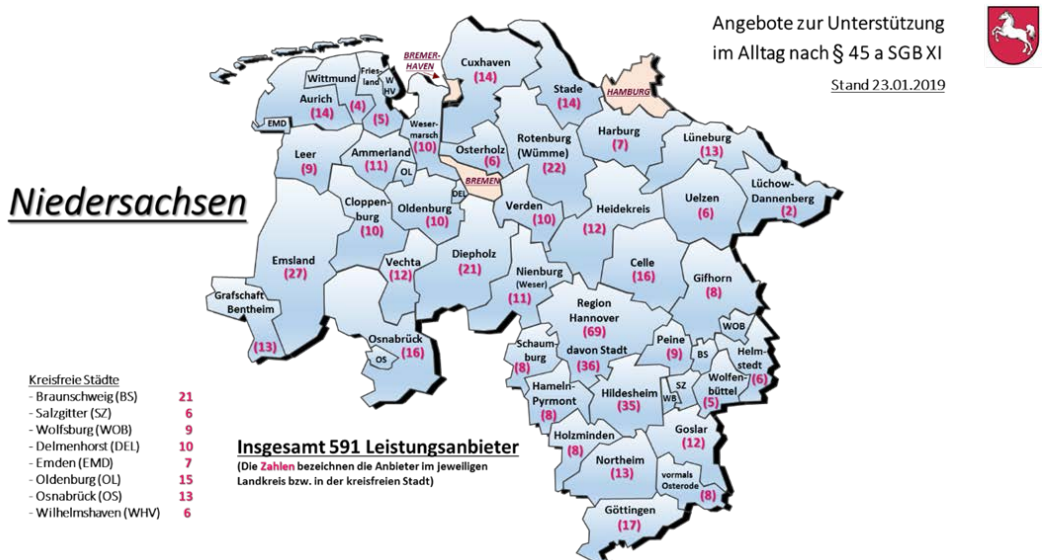 Angebote zur Unterstützung
im Alltag nach § 45 a SGB XI
Stand 23.01.2019
Niedersachsen
BREMER-
HAVEN
Cuxhaven
(14)
Stade
(14)
HAMBURG
Wittmund
(4)
Fries-
land
(5)
W
HV
Aurich
(14)
EMD
Weser-
marsch
(10)
Osterholz
(6)
Rotenburg
(Wümme)
(22)
Harburg
(7)
Lüneburg
(13)
Leer
(9)
Ammerland
(11)
OL
BREMEN
DEL
Lüchow-
Dannenberg
(2)
Uelzen
(6)
Cloppen-
burg
(10)
Oldenburg
(10)
Verden
(10)
Heidekreis
(12)
Emsland
(27)
Vechta
(12)
Diepholz
(21)
Nienburg
(Weser)
(11)
Celle
(16)
Gifhorn
(8)
Grafschaft
Bentheim
(13)
Region
Hannover
(69)
davon Stadt
(36)
Osnabrück
(16)
OS
Schaum-
burg
(8)
Peine
(9)
BS
WOB
Helm-
stedt
(6)
Hameln-
Pyrmont
(8)
Hildesheim
(35)
SZ
WB
Wolfen-
büttel
(5)
Holzminden
(8)
Goslar
(12)
Northeim
(13)
vormals
Osterode
(8)
Göttingen
(17)
Kreisfreie Städte
- Braunschweig (BS) 21
- Salzgitter (SZ) 6
- Wolfsburg (WOB) 9
- Delmenhorst (DEL) 10
- Emden (EMD) 7
- Oldenburg (OL) 15
- Osnabrück (OS) 13
- Wilhelmshaven (WHV) 6
Insgesamt 591 Leistungsanbieter
(Die Zahlen bezeichnen die Anbieter im jeweiligen
Landkreis bzw. in der kreisfreien Stadt)